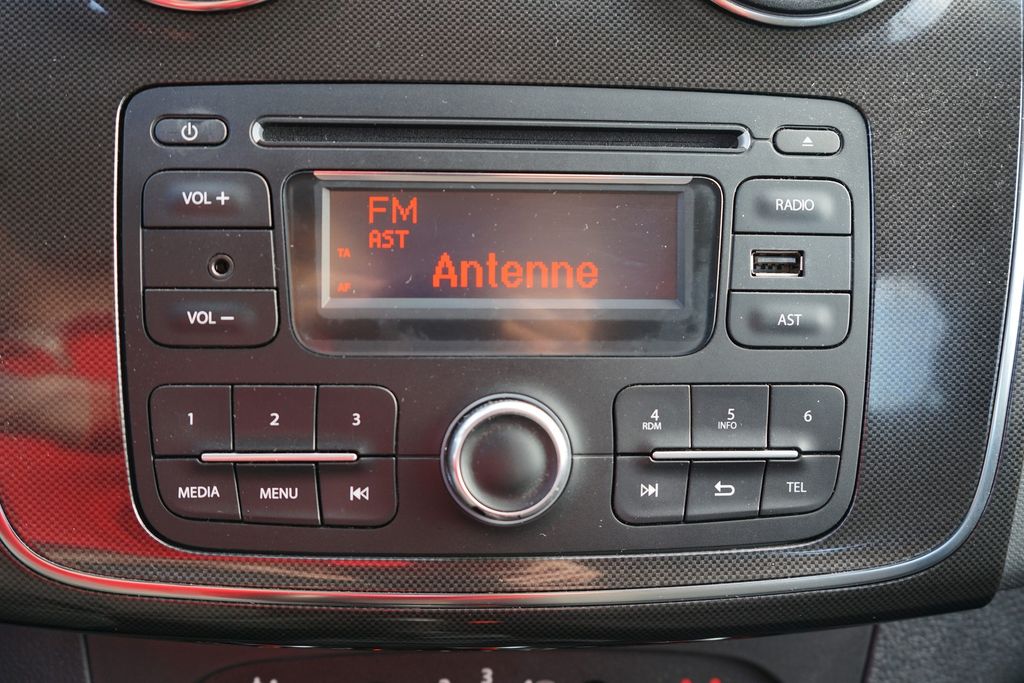 VOL +
RADIO
FM
AST
TA
Antenne
AF
VOL –
AST
1
2
3
4
RDM
5
INFO
6
MEDIA
MENU
TEL
3